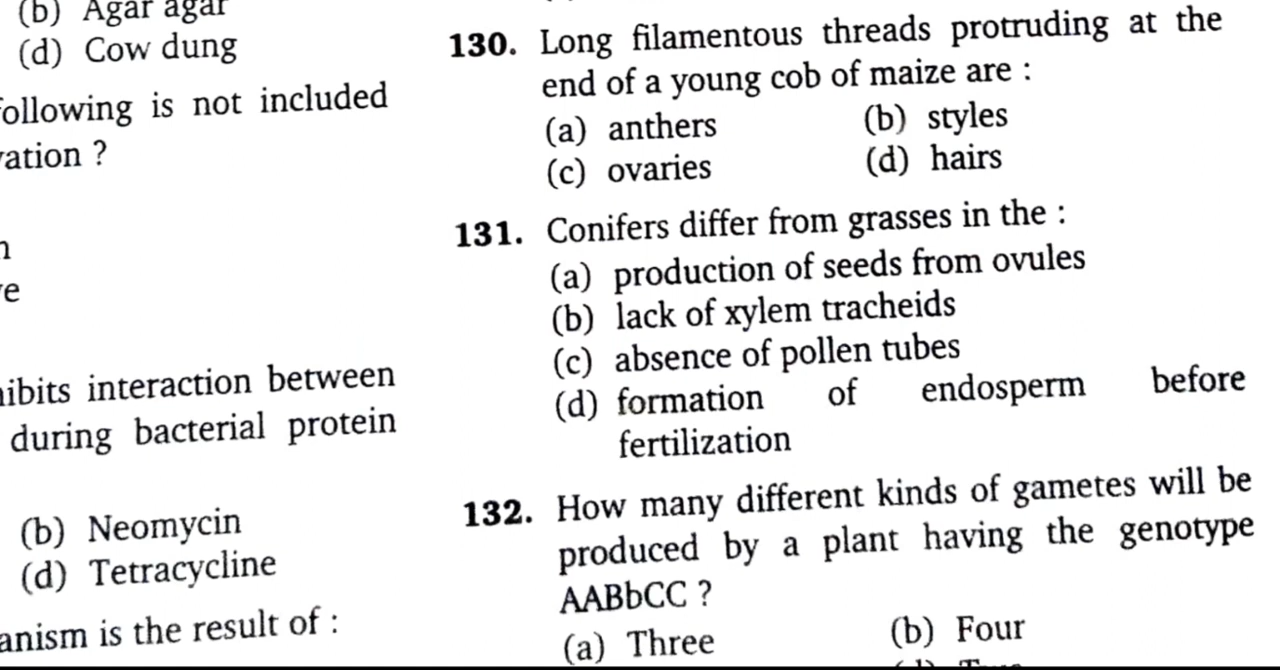 (b) Agar agar
(d) Cow dung
following is not included
?
interaction between
during bacterial protein
(b) Neomycin
(d) Tetracycline
is the result of :
130. Long filamentous threads protruding at the
end of a young cob of maize are :
(a) anthers (b) styles
(c) ovaries (d) hairs
131. Conifers differ from grasses in the :
(a) production of seeds from ovules
(b) lack of xylem tracheids
(c) absence of pollen tubes
(d) formation of endosperm before
fertilization
132. How many different kinds of gametes will be
produced by a plant having the genotype
AABbCC ?
(a) Three (b) Four